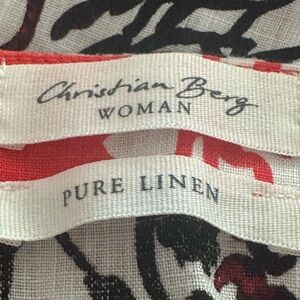 Christian Berg
WOMAN
PURE LINEN